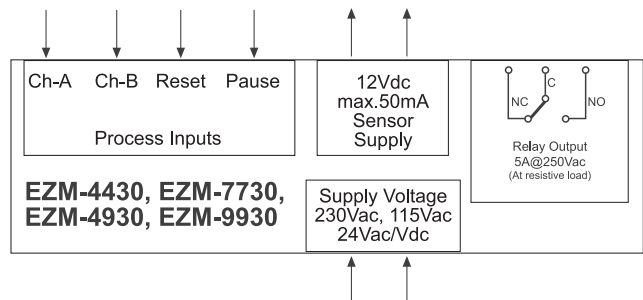 Ch-A Ch-B Reset Pause
Process Inputs
12Vdc
max.50mA
Sensor
Supply
C
NC
NO
Relay Output
5A@250Vac
(At resistive load)
EZM-4430, EZM-7730,
EZM-4930, EZM-9930
Supply Voltage
230Vac, 115Vac
24Vac/Vdc